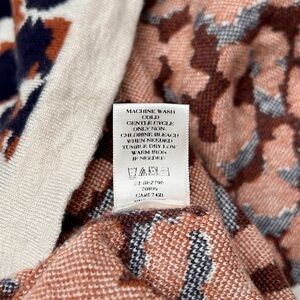 MACHINE WASH
COLD
GENTLE CYCLE
ONLY NON-
CHLORINE BLEACH
WHEN NEEDED
TUMBLE DRY LOW
WARM IRON
IF NEEDED